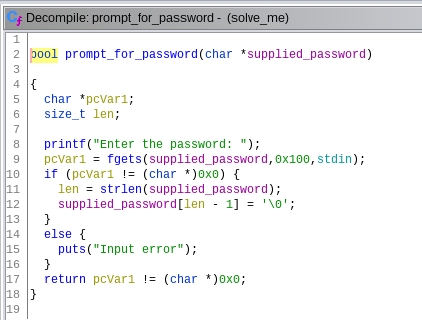 Decompile: prompt_for_password - (solve_me)
1
2 bool prompt_for_password(char *supplied_password)
3
4 {
5 char *pcVar1;
6 size_t len;
7
8 printf("Enter the password: ");
9 pcVar1 = fgets(supplied_password,0x100,stdin);
10 if (pcVar1 != (char *)0x0) {
11 len = strlen(supplied_password);
12 supplied_password[len - 1] = '\0';
13 }
14 else {
15 puts("Input error");
16 }
17 return pcVar1 != (char *)0x0;
18 }
19